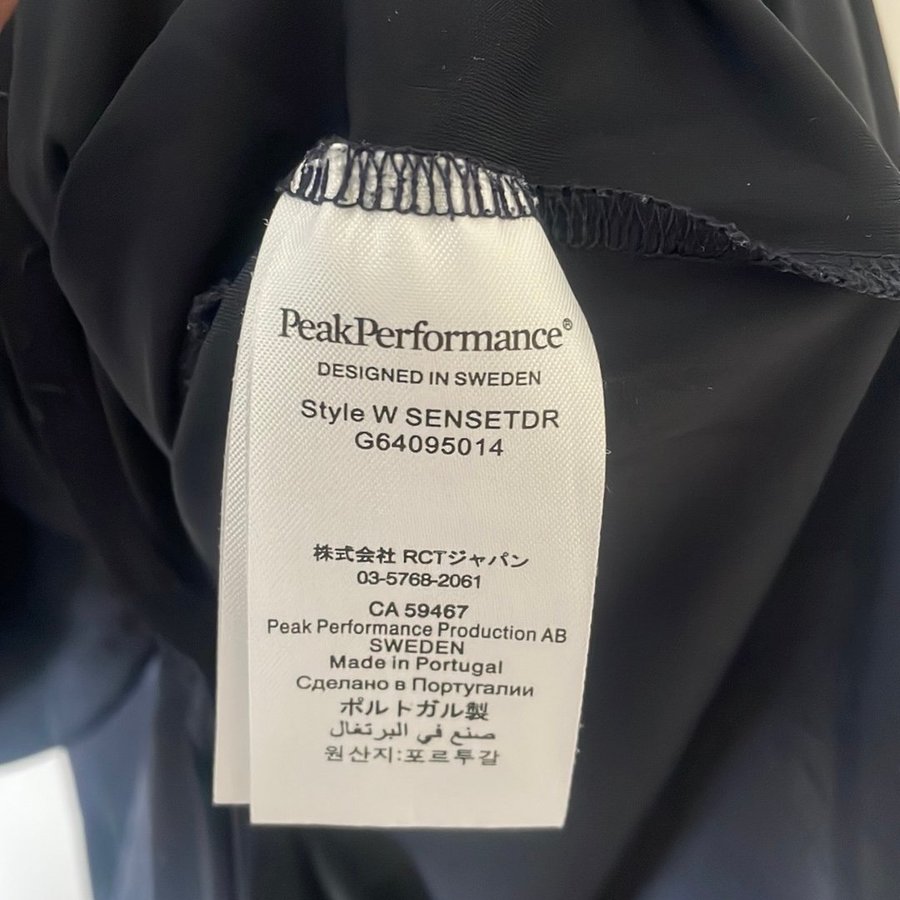 PeakPerformance®
DESIGNED IN SWEDEN
Style W SENSETDR
G64095014
株式会社 RCTジャパン
03-5768-2061
CA 59467
Peak Performance Production AB
SWEDEN
Made in Portugal
Сделано в Португалии
ポルトガル製
صنع في البرتغال
원산지:포르투갈